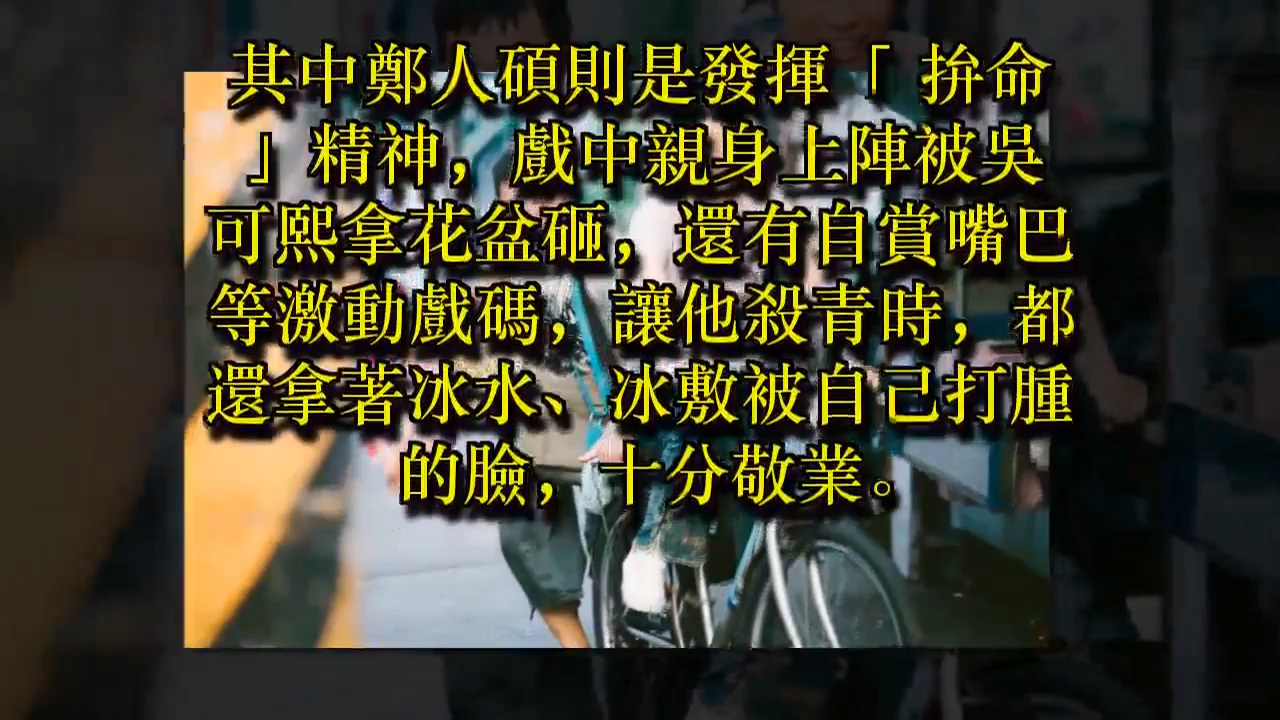 其中鄭人碩則是發揮「 拚命
」精神，戲中親身上陣被吳
可熙拿花盆砸，還有自賞嘴巴
等激動戲碼，讓他殺青時，都
還拿著冰水、冰敷被自己打腫
的臉，十分敬業。